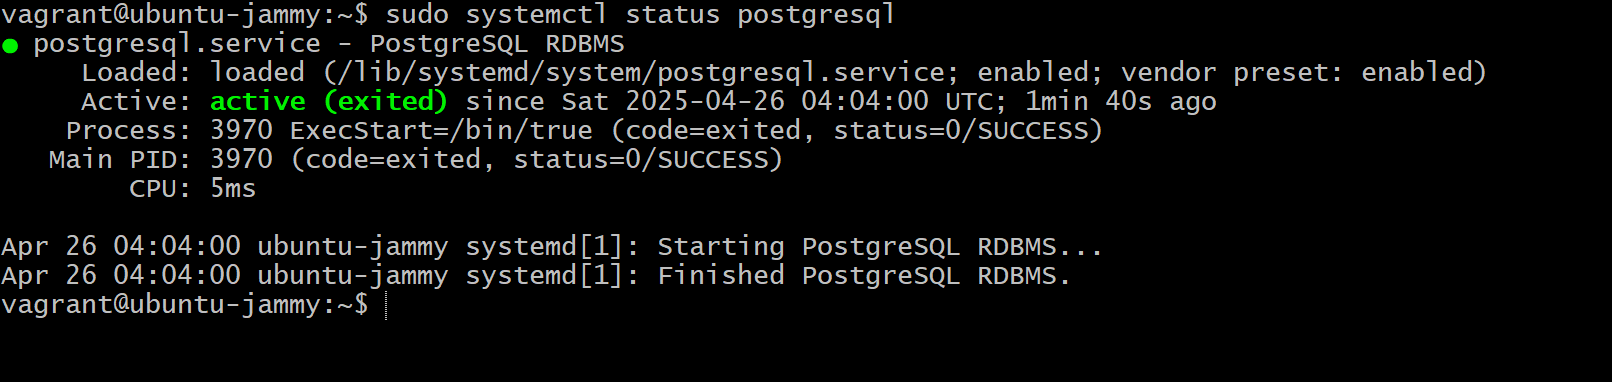 vagrant@ubuntu-jammy:~$ sudo systemctl status postgresql
● postgresql.service - PostgreSQL RDBMS
     Loaded: loaded (/lib/systemd/system/postgresql.service; enabled; vendor preset: enabled)
     Active: active (exited) since Sat 2025-04-26 04:04:00 UTC; 1min 40s ago
    Process: 3970 ExecStart=/bin/true (code=exited, status=0/SUCCESS)
   Main PID: 3970 (code=exited, status=0/SUCCESS)
        CPU: 5ms

Apr 26 04:04:00 ubuntu-jammy systemd[1]: Starting PostgreSQL RDBMS...
Apr 26 04:04:00 ubuntu-jammy systemd[1]: Finished PostgreSQL RDBMS.
vagrant@ubuntu-jammy:~$